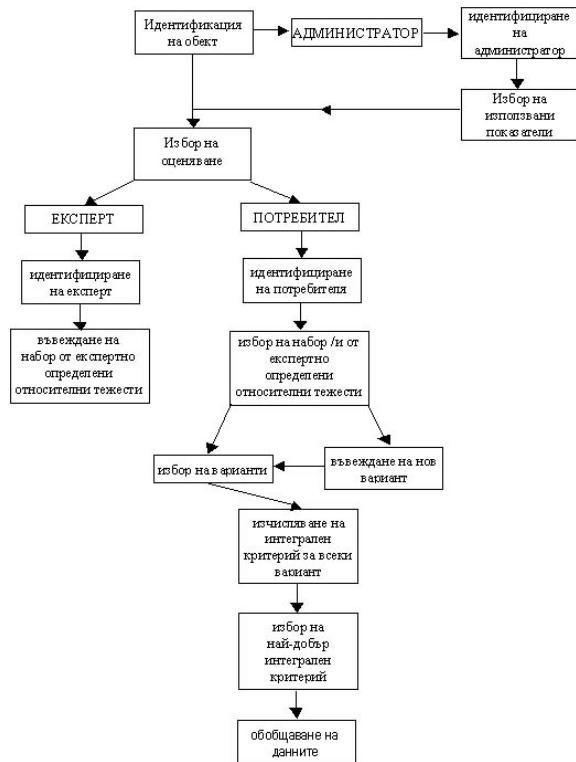 Идентификация
на обект
АДМИНИСТРАТОР
идентифициране
на
администратор
Избор на
използвани
показатели
Избор на
оценяване
ЕКСПЕРТ
ПОТРЕБИТЕЛ
идентифициране
на експерт
идентифициране
на потребителя
въвеждане на
набор от експертно
определени
относителни тежести
избор на набор /и от
експертно
определени
относителни тежести
избор на варианти
въвеждане на нов
вариант
изчисляване на
интегрален
критерий за всеки
вариант
избор на
най-добър
интегрален
критерий
обобщаване на
данните